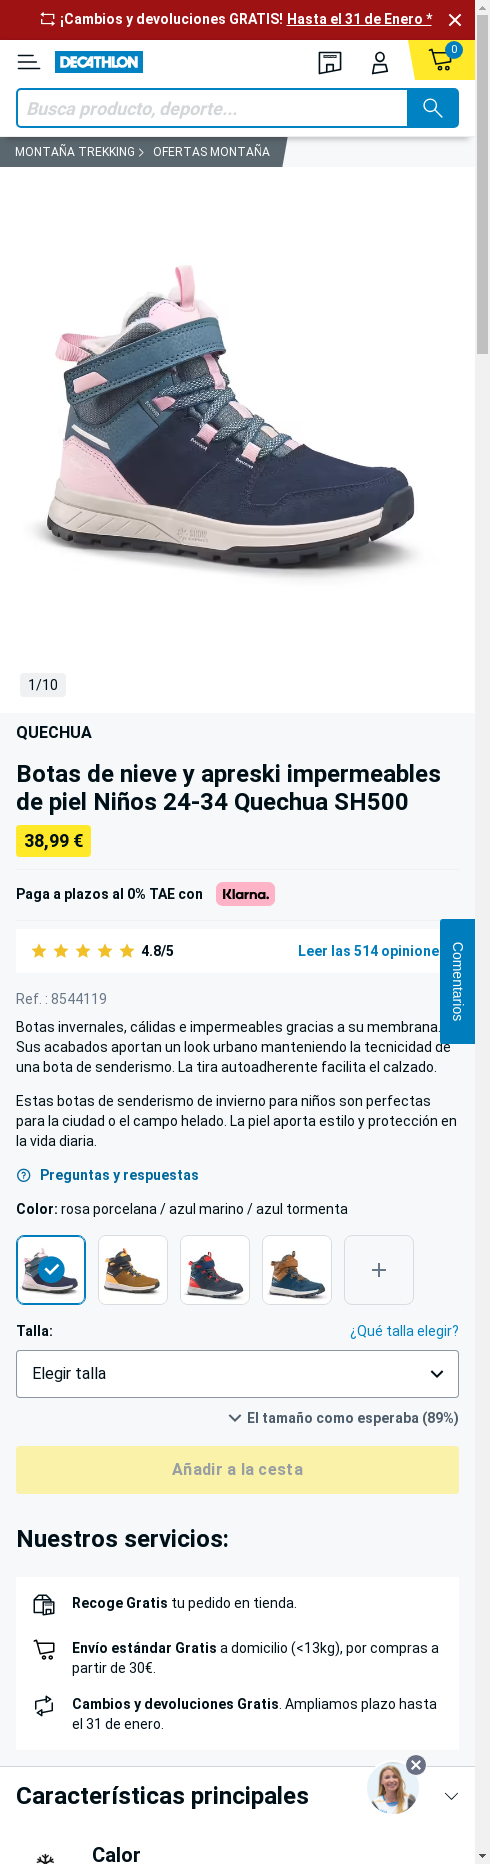 ¡Cambios y devoluciones GRATIS! Hasta el 31 de Enero *
DECATHLON
0
Busca producto, deporte...
MONTAÑA TREKKING > OFERTAS MONTAÑA
1/10
QUECHUA
Botas de nieve y apreski impermeables
de piel Niños 24-34 Quechua SH500
38,99 €
Paga a plazos al 0% TAE con Klarna.
4.8/5 Leer las 514 opinione
Comentarios
Ref. : 8544119
Botas invernales, cálidas e impermeables gracias a su membrana.
Sus acabados aportan un look urbano manteniendo la tecnicidad de
una bota de senderismo. La tira autoadherente facilita el calzado.
Estas botas de senderismo de invierno para niños son perfectas
para la ciudad o el campo helado. La piel aporta estilo y protección en
la vida diaria.
Preguntas y respuestas
Color: rosa porcelana / azul marino / azul tormenta
Talla: ¿Qué talla elegir?
Elegir talla
El tamaño como esperaba (89%)
Añadir a la cesta
Nuestros servicios:
Recoge Gratis tu pedido en tienda.
Envío estándar Gratis a domicilio (<13kg), por compras a
partir de 30€.
Cambios y devoluciones Gratis. Ampliamos plazo hasta
el 31 de enero.
Características principales
Calor